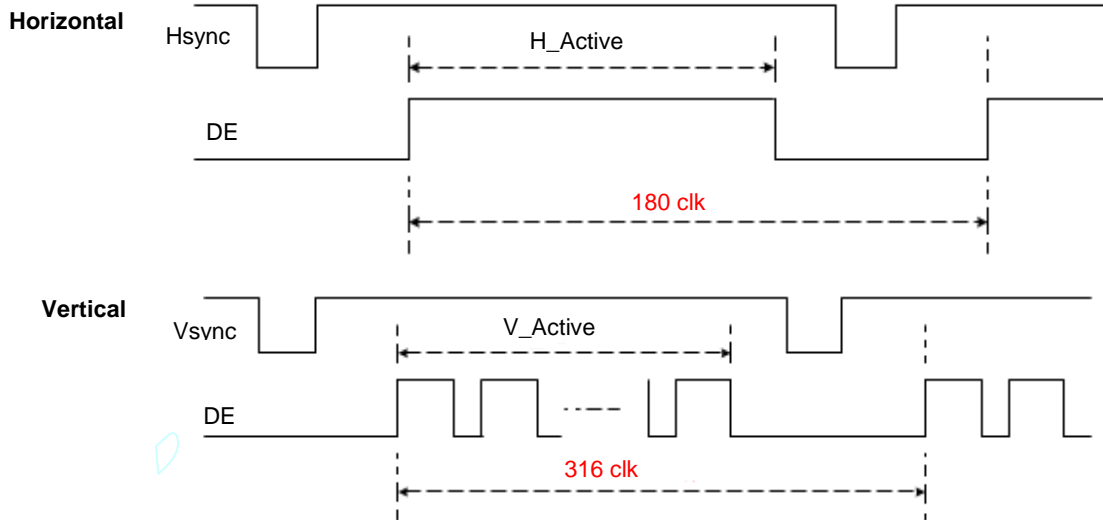 Horizontal
Hsync
H_Active
DE
180 clk
Vertical
Vsync
V_Active
DE
316 clk